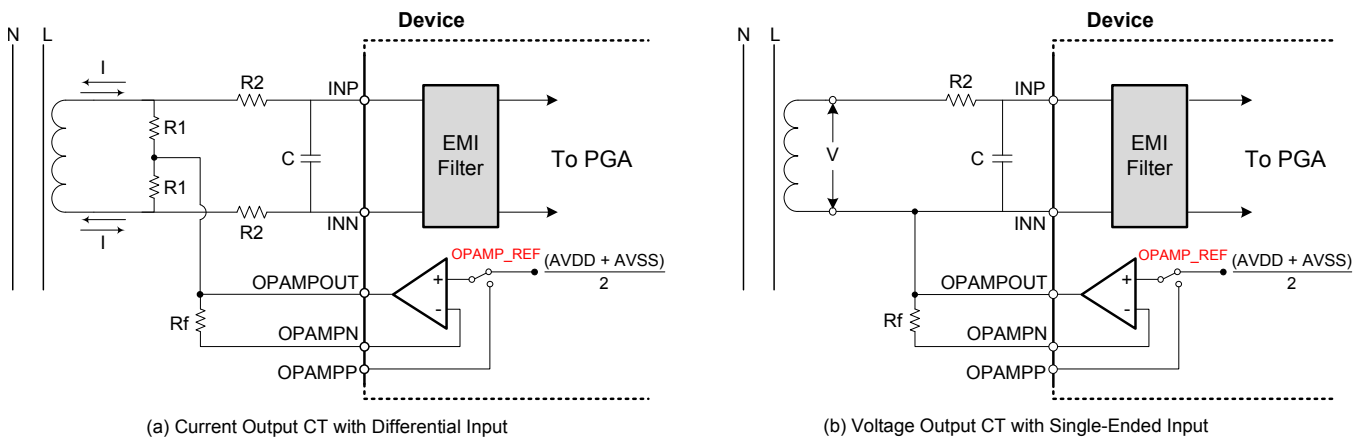 Device
N L
I
R2
INP
R1
EMI
Filter
C
To PGA
R1
I
R2
INN
OPAMP_REF
(AVDD + AVSS)
2
+
-
OPAMPOUT
Rf
OPAMPN
OPAMPP
(a) Current Output CT with Differential Input
Device
N L
R2
INP
V
C
EMI
Filter
To PGA
INN
OPAMP_REF
(AVDD + AVSS)
2
+
-
OPAMPOUT
Rf
OPAMPN
OPAMPP
(b) Voltage Output CT with Single-Ended Input